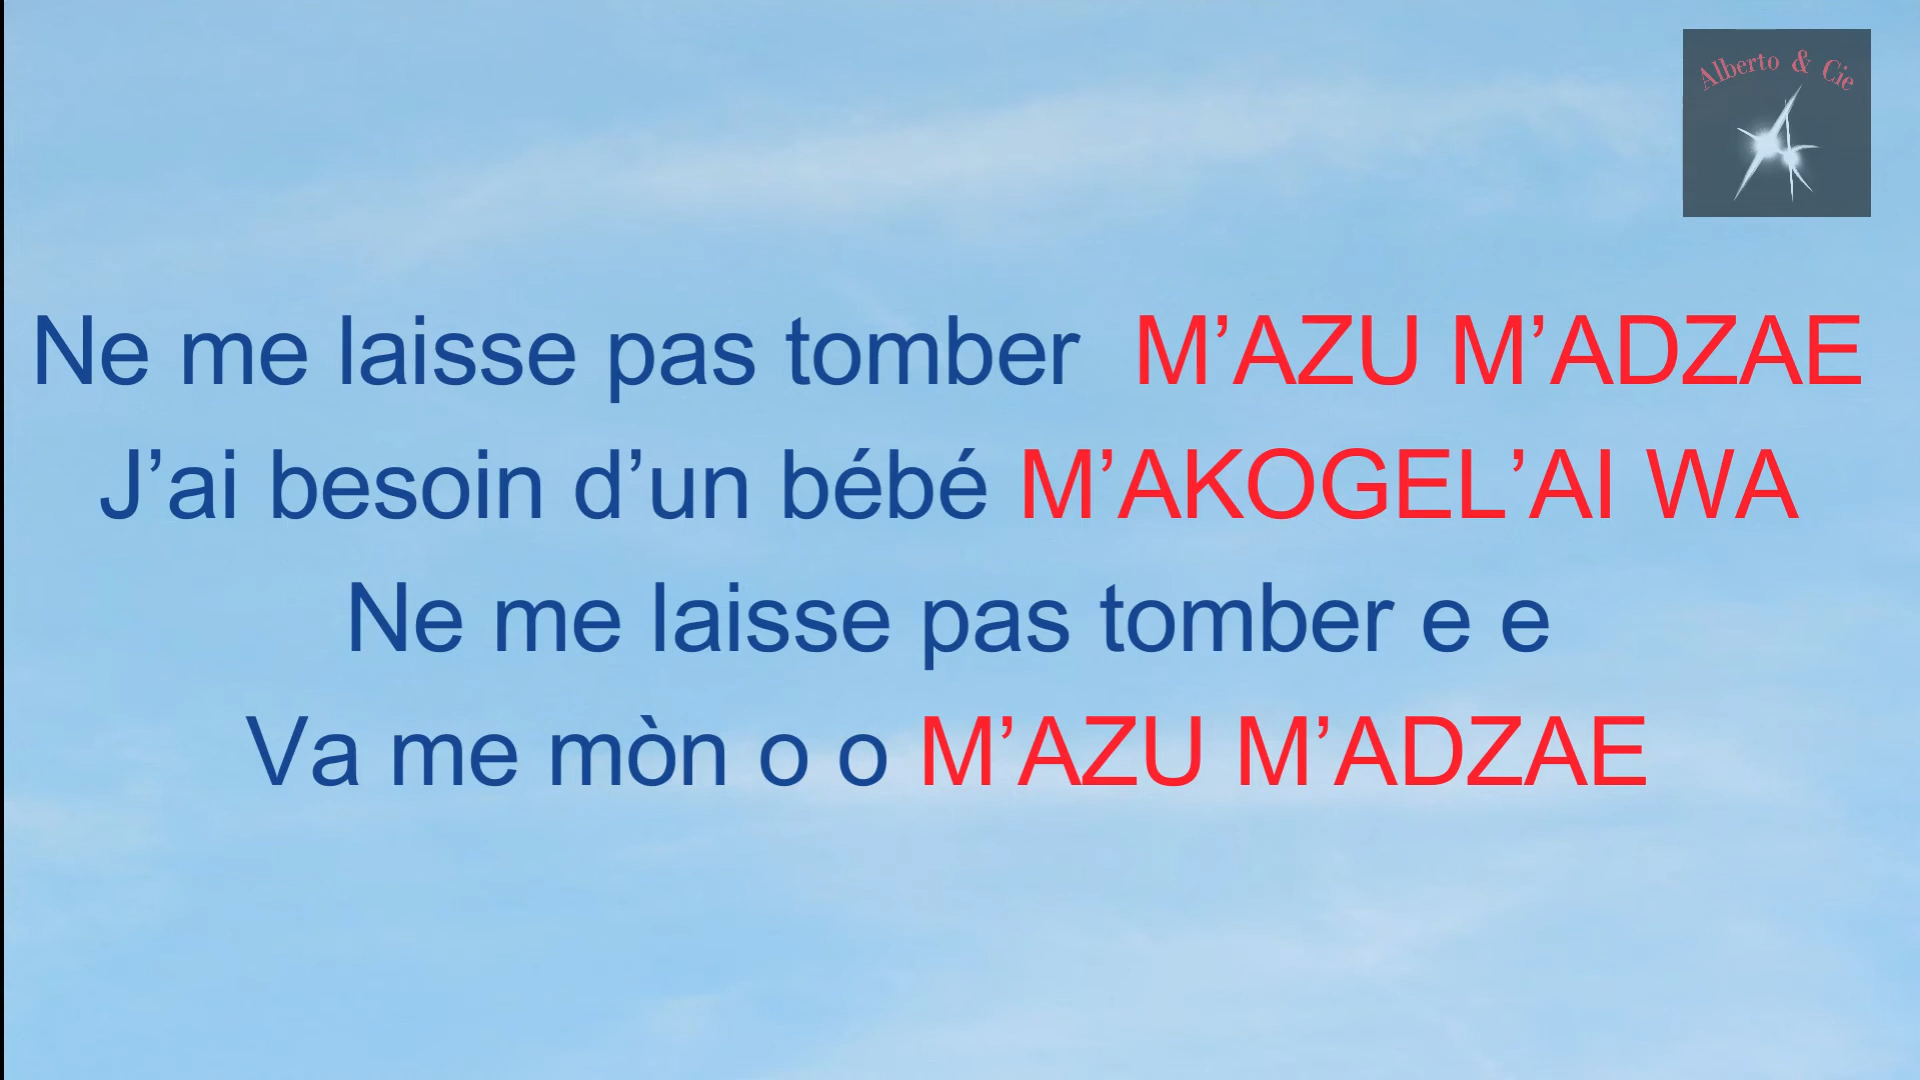 Alberto & Cie
Ne me laisse pas tomber M’AZU M’ADZAE
J’ai besoin d’un bébé M’AKOGEL’AI WA
Ne me laisse pas tomber e e
Va me mòn o o M’AZU M’ADZAE